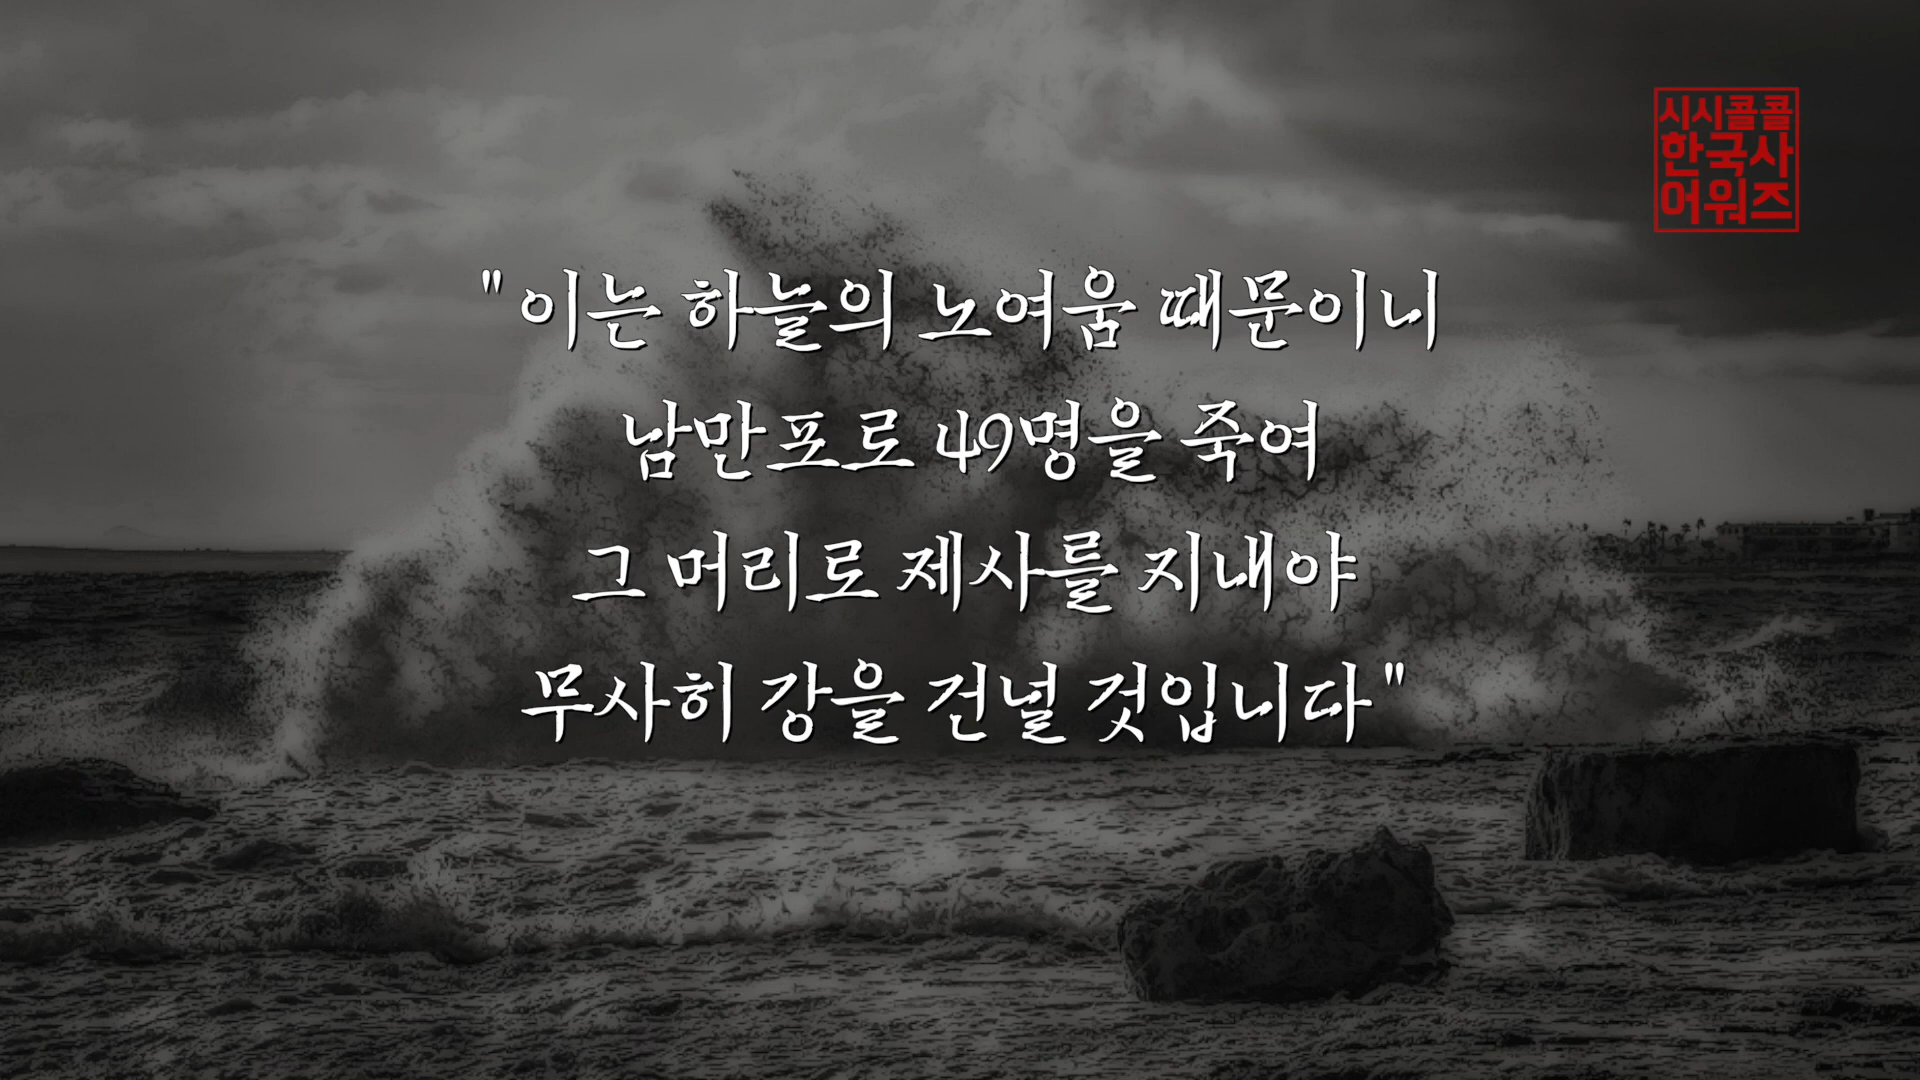 시시콜콜
한국사
어워즈
"이는 하늘의 노여움 때문이니
남만포로 49명을 죽여
그 머리로 제사를 지내야
무사히 강을 건널 것입니다"